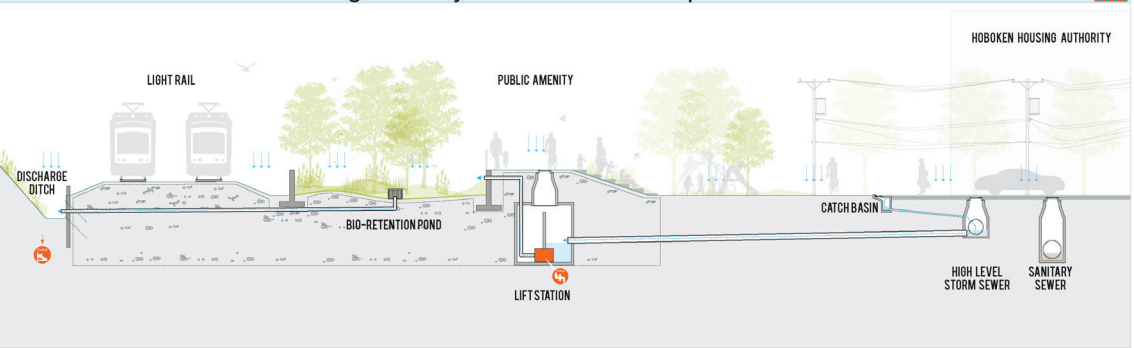 HOBOKEN HOUSING AUTHORITY
LIGHT RAIL
PUBLIC AMENITY
DISCHARGE
DITCH
CATCH BASIN
BIO-RETENTION POND
HIGH LEVEL
STORM SEWER
SANITARY
SEWER
LIFT STATION